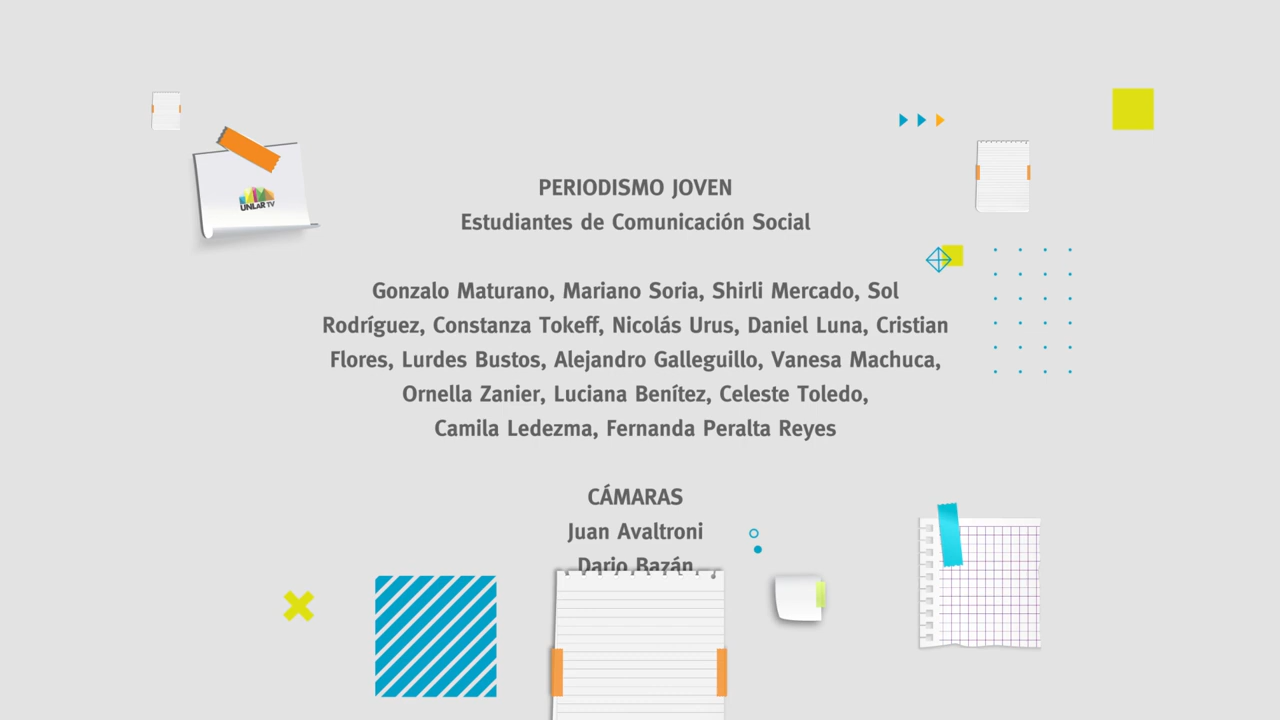 UNLAR TV
PERIODISMO JOVEN
Estudiantes de Comunicación Social
Gonzalo Maturano, Mariano Soria, Shirli Mercado, Sol
Rodríguez, Constanza Tokeff, Nicolás Urus, Daniel Luna, Cristian
Flores, Lurdes Bustos, Alejandro Galleguillo, Vanesa Machuca,
Ornella Zanier, Luciana Benítez, Celeste Toledo,
Camila Ledezma, Fernanda Peralta Reyes
CÁMARAS
Juan Avaltroni
Dario Bazán